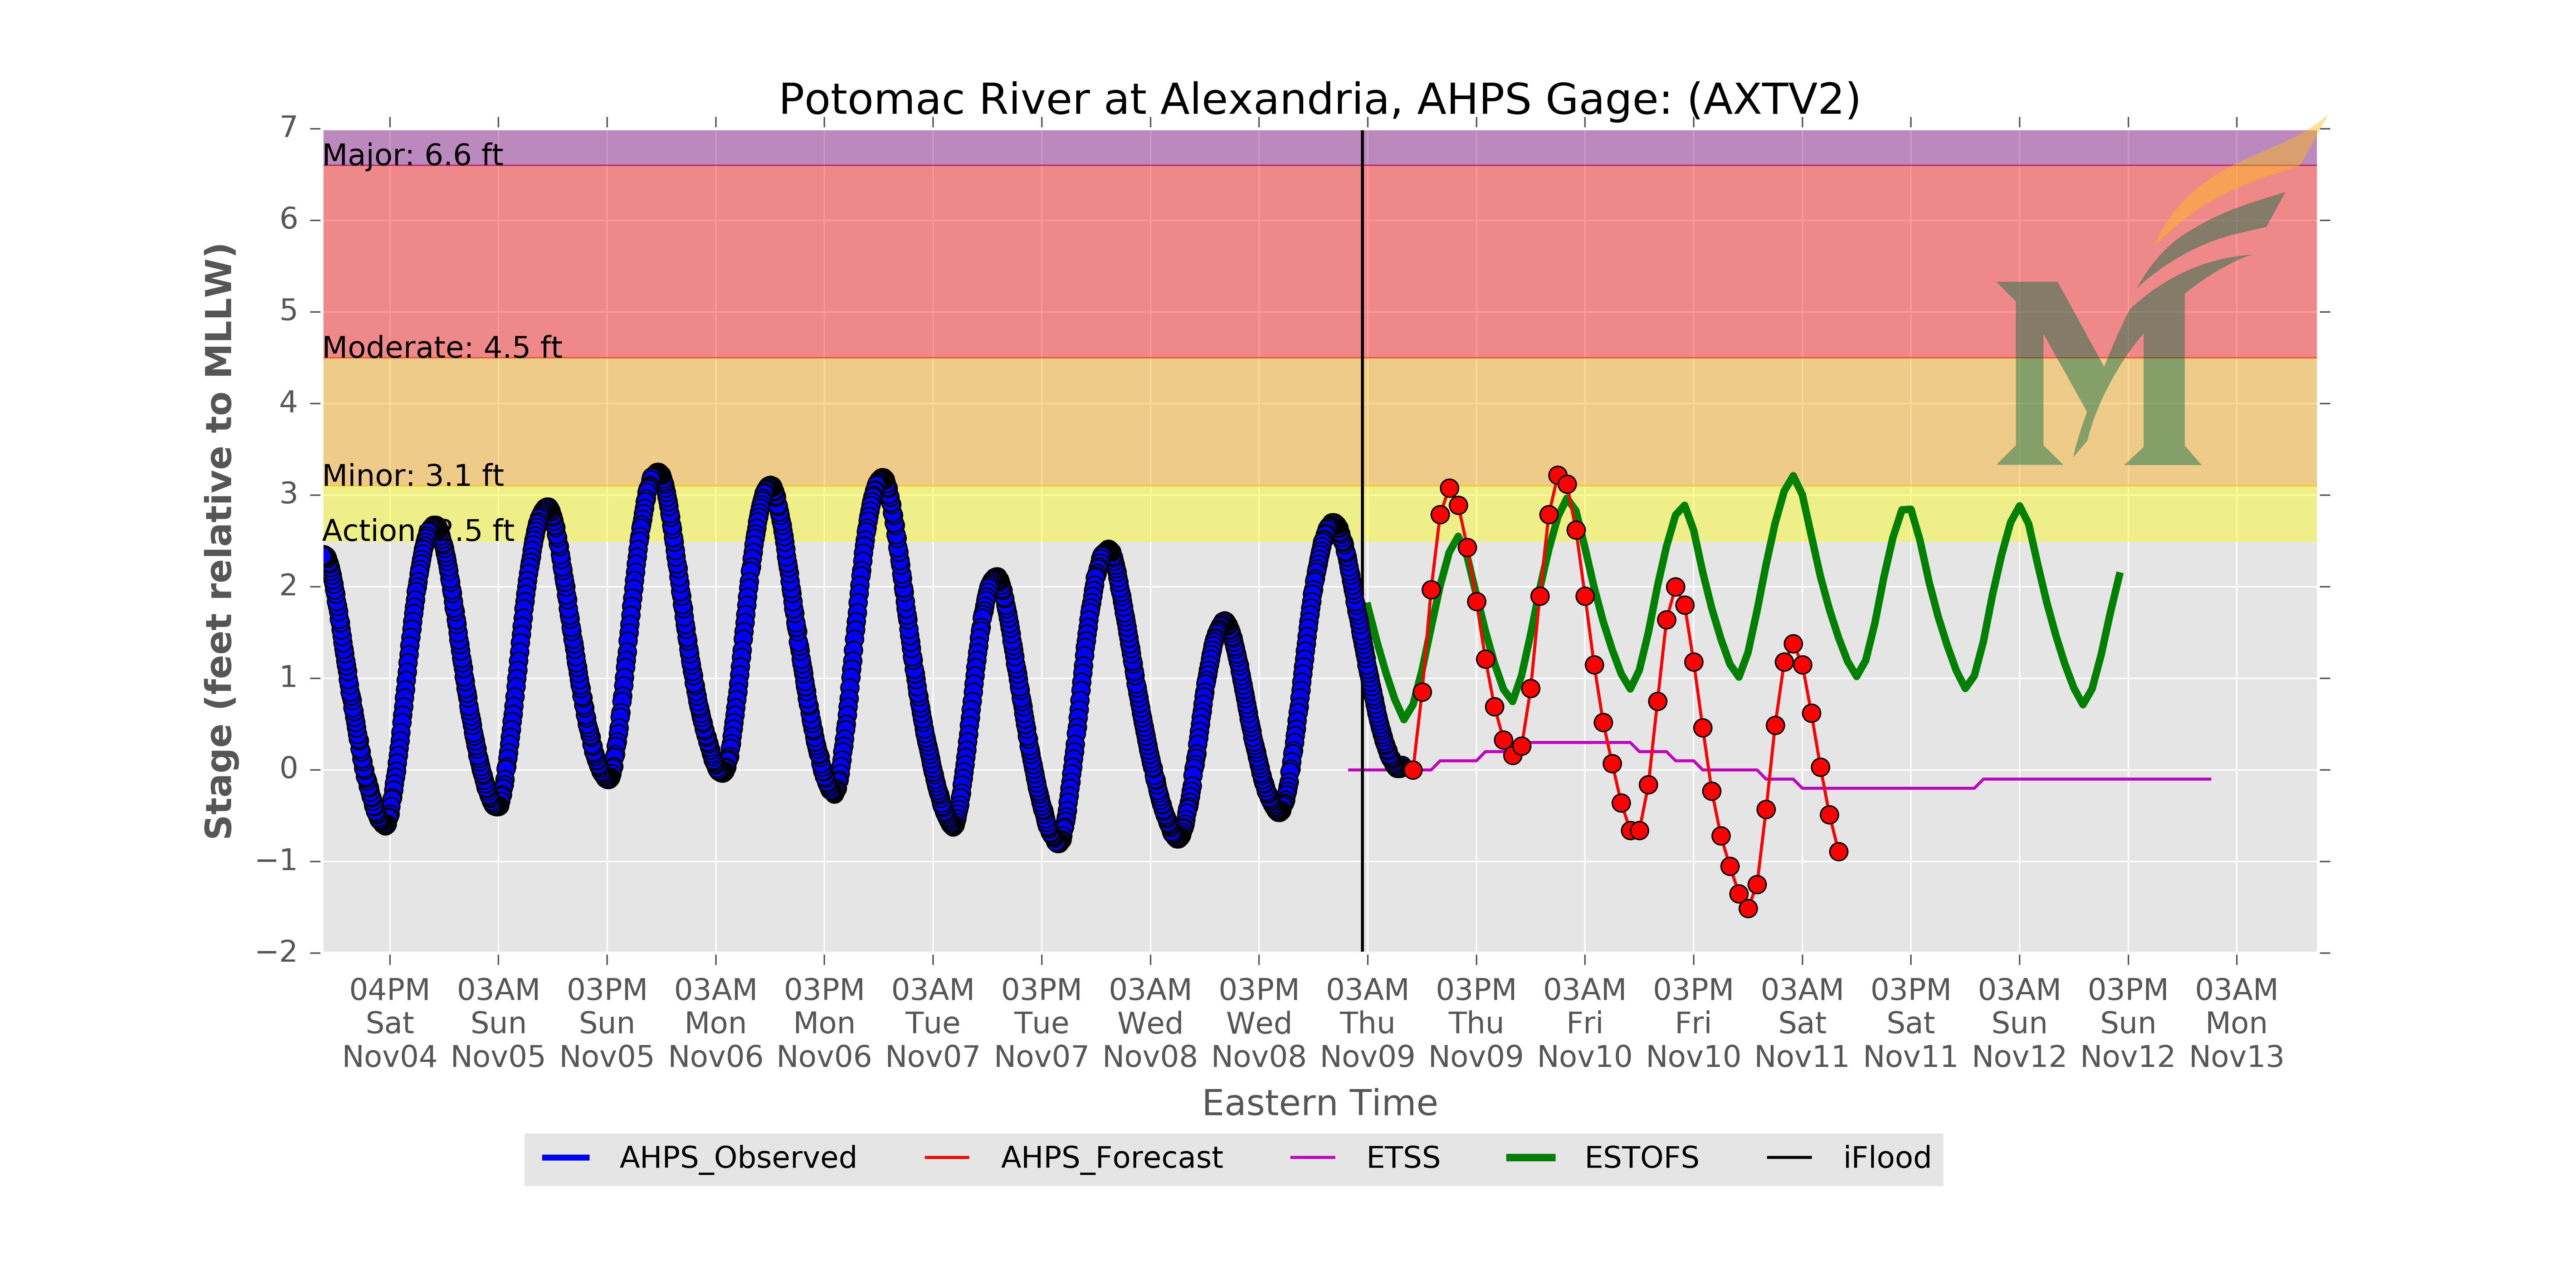 Potomac River at Alexandria, AHPS Gage: (AXTV2)
Stage (feet relative to MLLW)
7
6
5
4
3
2
1
0
−1
−2
Major: 6.6 ft
Moderate: 4.5 ft
Minor: 3.1 ft
Action: 2.5 ft
M
04PM 03AM 03PM 03AM 03PM 03AM 03PM 03AM 03PM 03AM 03PM 03AM 03PM 03AM 03PM 03AM 03PM 03AM
Sat Sun Sun Mon Mon Tue Tue Wed Wed Thu Thu Fri Fri Sat Sat Sun Sun Mon
Nov04 Nov05 Nov05 Nov06 Nov06 Nov07 Nov07 Nov08 Nov08 Nov09 Nov09 Nov10 Nov10 Nov11 Nov11 Nov12 Nov12 Nov13
Eastern Time
AHPS_Observed AHPS_Forecast ETSS ESTOFS iFlood